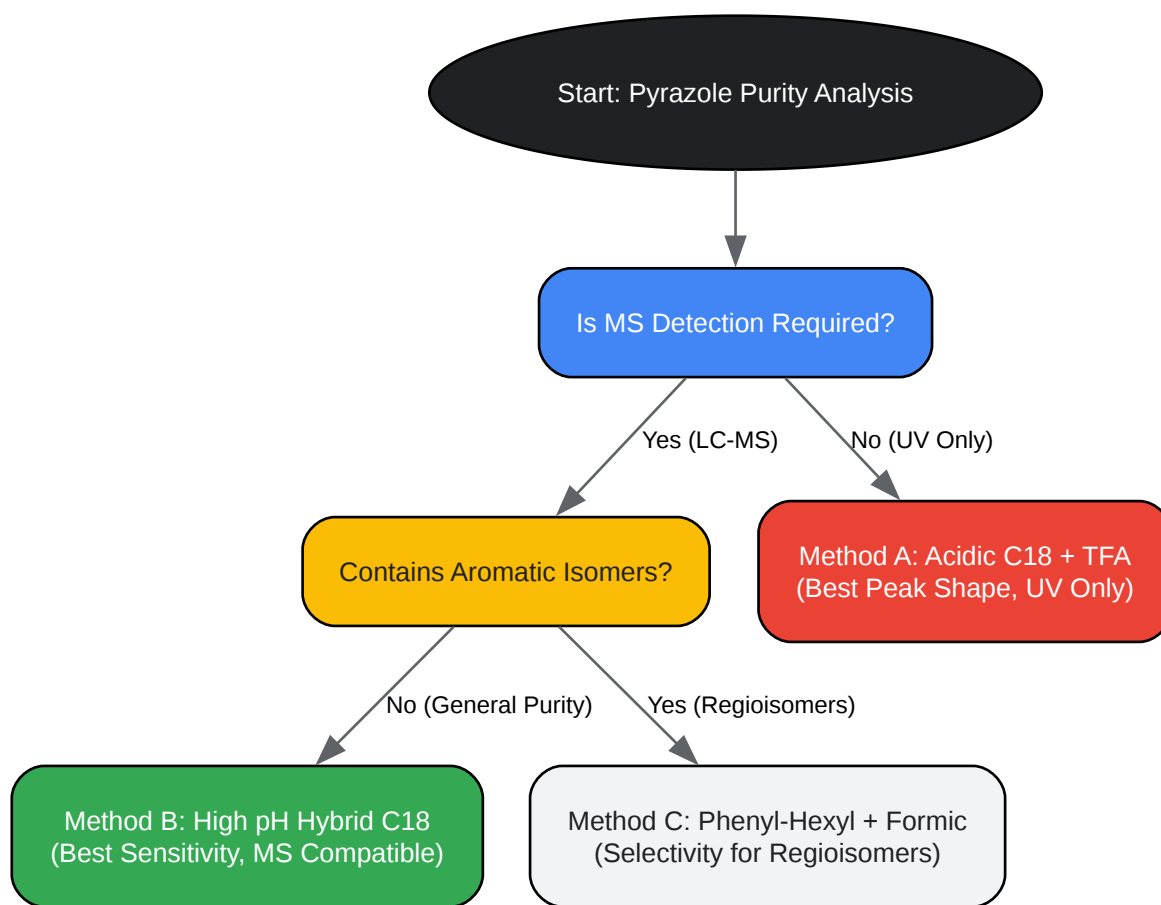 Start: Pyrazole Purity Analysis
Is MS Detection Required?
Yes (LC-MS)
No (UV Only)
Contains Aromatic Isomers?
Method A: Acidic C18 + TFA
(Best Peak Shape, UV Only)
No (General Purity)
Yes (Regioisomers)
Method B: High pH Hybrid C18
(Best Sensitivity, MS Compatible)
Method C: Phenyl-Hexyl + Formic
(Selectivity for Regioisomers)